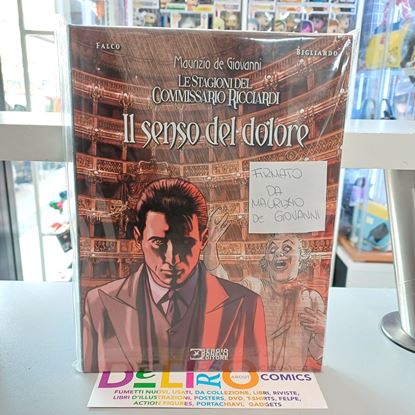 FALCO
BIGLIARDO
MAURIZIO DE GIOVANNI
LE STAGIONI DEL
COMMISSARIO RICCIARDI
IL SENSO DEL DOLORE
FIRMATO
DA
MAURIZIO
DE GIOVANNI
SERGIO
BONELLI
EDITORE
DELIRO
COMICS
FUMETTI NUOVI, USATI, DA COLLEZIONE, LIBRI, RIVISTE,
LIBRI D'ILLUSTRAZIONI, POSTERS, DVD, T-SHIRTS, FELPE,
ACTION FIGURES, PORTACHIAVI, GADGETS